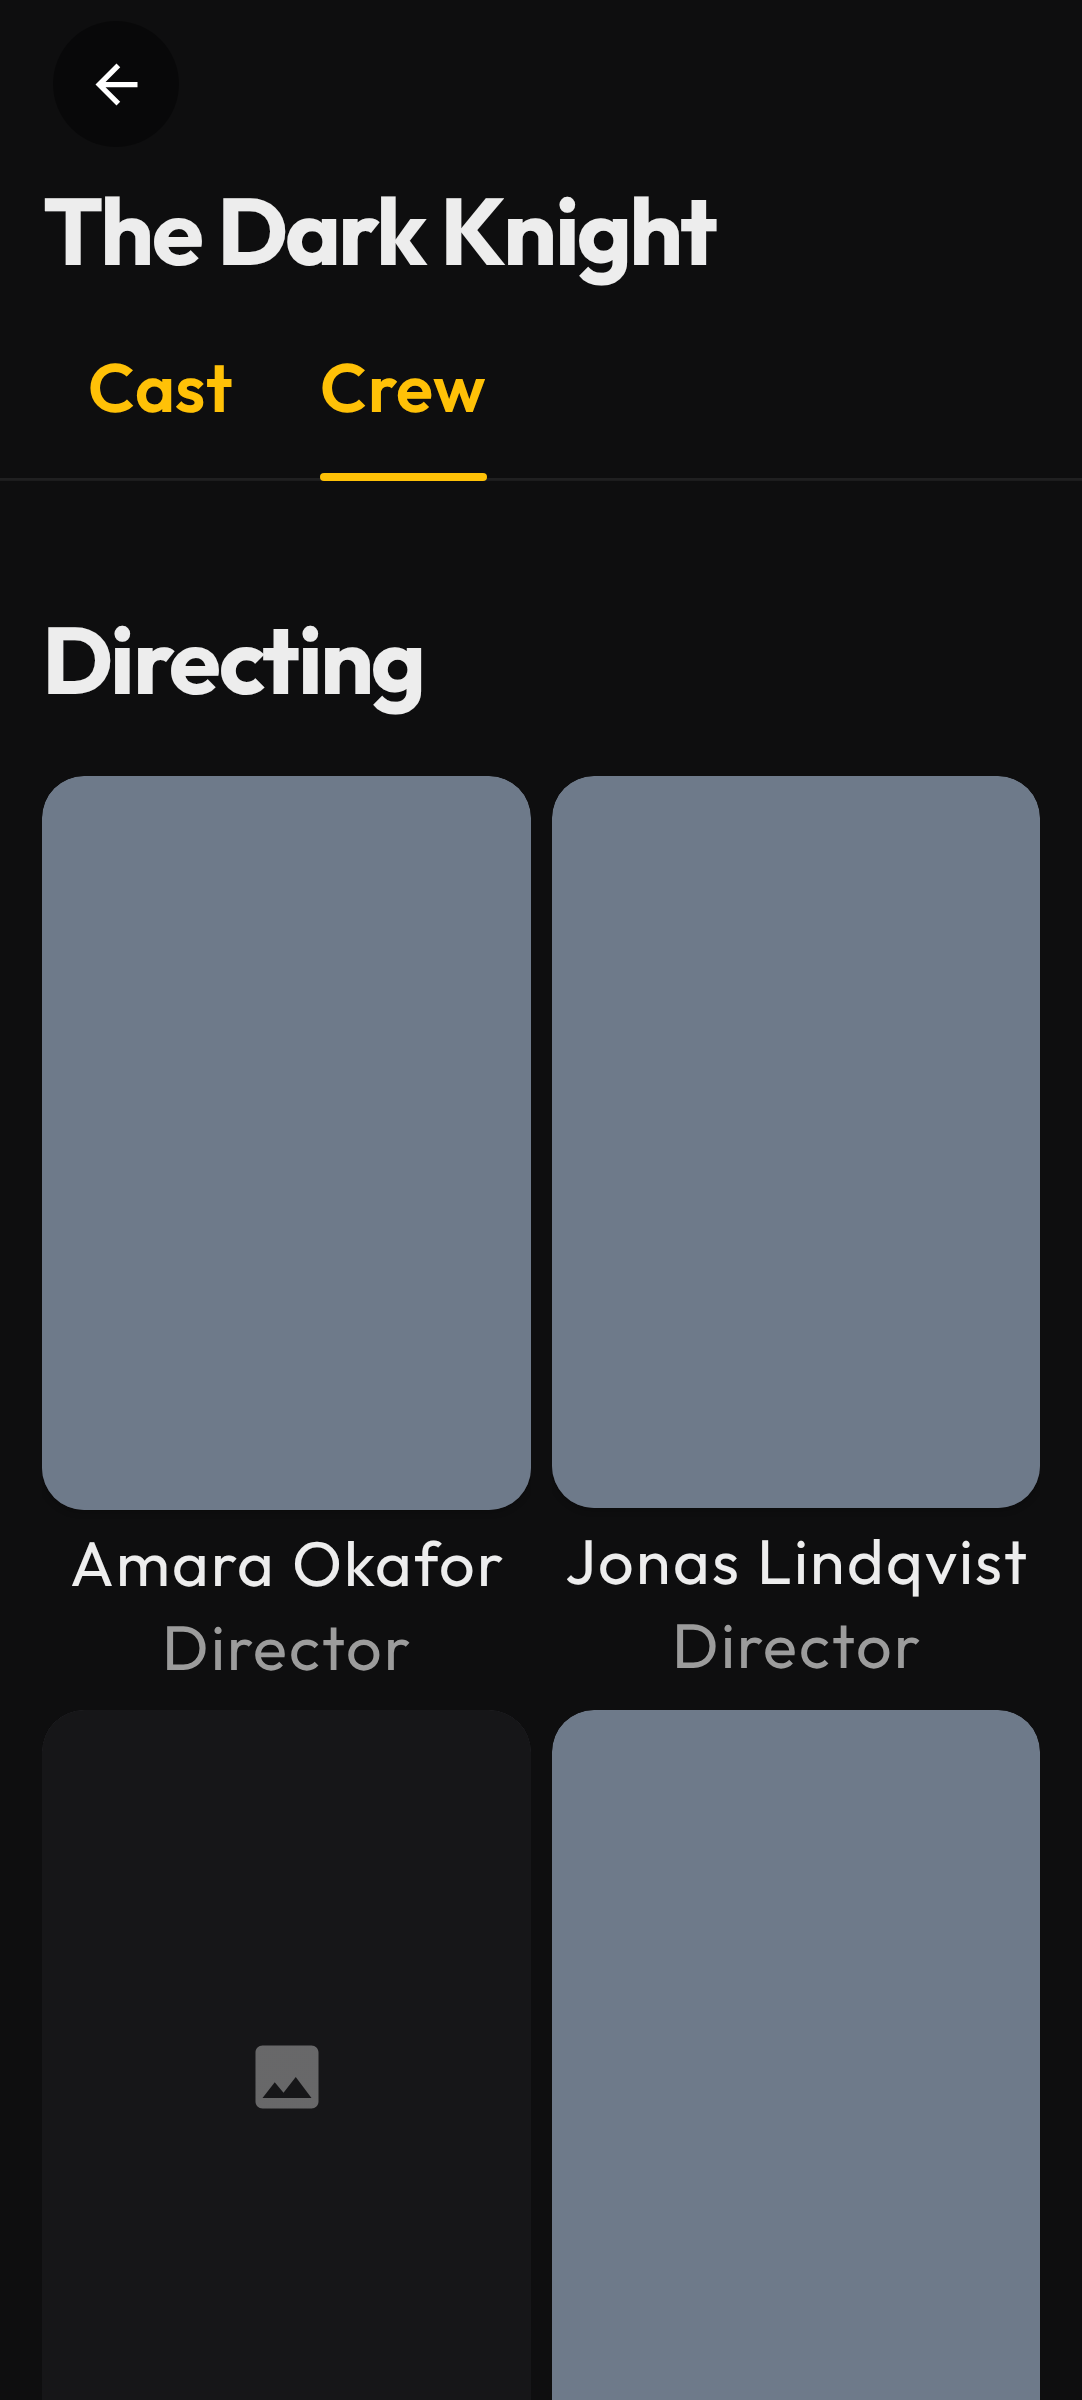 The Dark Knight
Cast Crew
Directing
Amara Okafor
Director
Jonas Lindqvist
Director